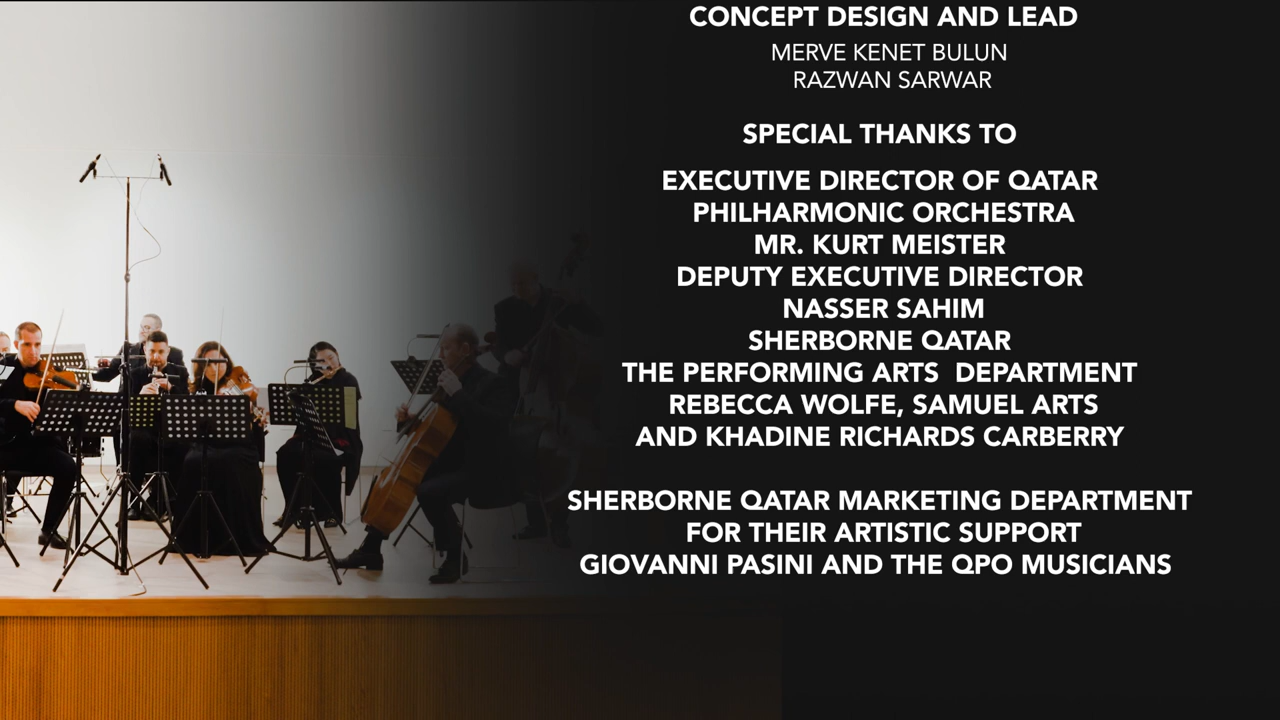 CONCEPT DESIGN AND LEAD
MERVE KENET BULUN
RAZWAN SARWAR
SPECIAL THANKS TO
EXECUTIVE DIRECTOR OF QATAR
PHILHARMONIC ORCHESTRA
MR. KURT MEISTER
DEPUTY EXECUTIVE DIRECTOR
NASSER SAHIM
SHERBORNE QATAR
THE PERFORMING ARTS DEPARTMENT
REBECCA WOLFE, SAMUEL ARTS
AND KHADINE RICHARDS CARBERRY
SHERBORNE QATAR MARKETING DEPARTMENT
FOR THEIR ARTISTIC SUPPORT
GIOVANNI PASINI AND THE QPO MUSICIANS